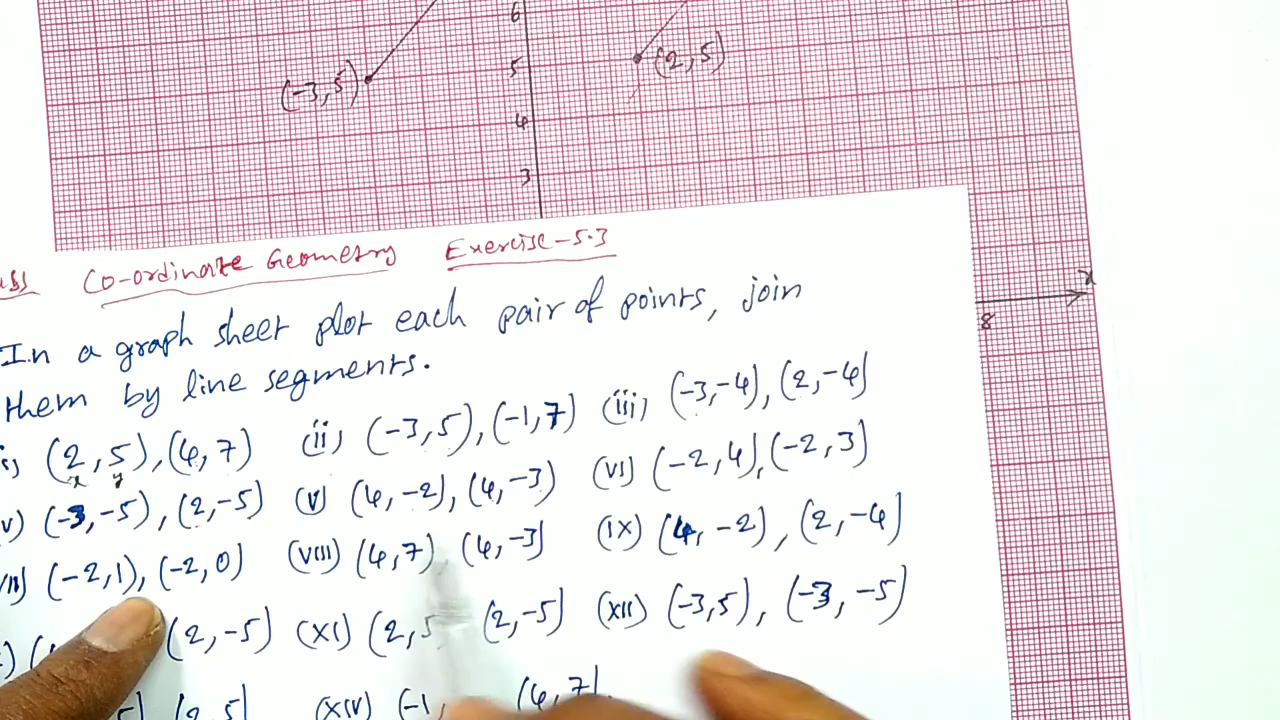 6
5
(-3,5)
(2,5)
4
3
x
8
Co-ordinate Geometry Exercise-5.3
In a graph sheet plot each pair of points, join
them by line segments.
(2,5),(4,7) (ii) (-3,5),(-1,7) (iii) (-3,-4),(2,-4)
x y
(-3,-5),(2,-5) (V) (4,-2),(4,-3) (VI) (-2,4),(-2,3)
(-2,1),(-2,0) (VIII) (4,7), (4,-3) (IX) (4,-2), (2,-4)
(2,-5) (XI) (2,5 (2,-5) (XII) (-3,5), (-3,-5)
(2,5) (XIV) (-1, (4,7)